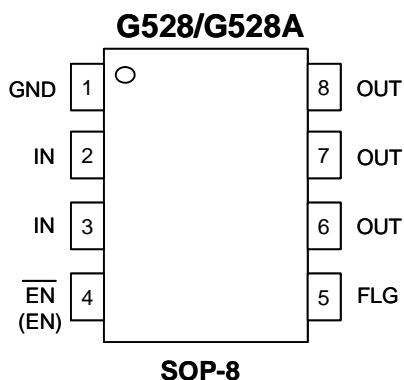 G528/G528A
GND 1 8 OUT
IN 2 7 OUT
IN 3 6 OUT
E̅N̅ 4 5 FLG
(EN)
SOP-8